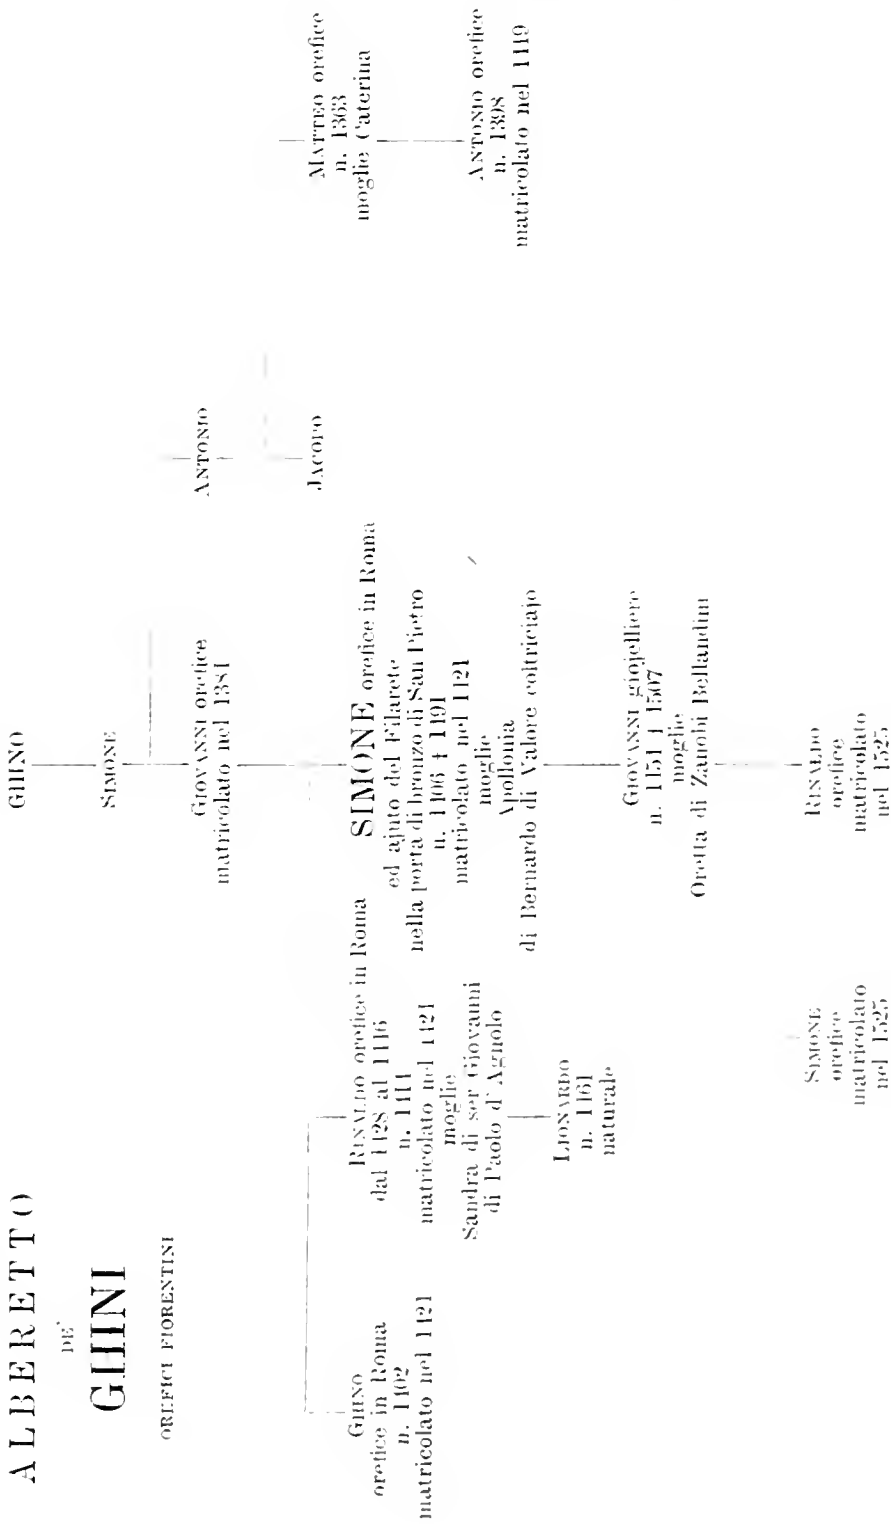 ALBERETTO
DE'
GHINI
OREFICI FIORENTINI
GHINO
SIMONE
GIOVANNI orefice
matricolato nel 1381
ANTONIO
JACOPO
MATTEO orefice
n. 1363
moglie Caterina
ANTONIO orefice
n. 1398
matricolato nel 1419
GHINO
orefice in Roma
n. 1402
matricolato nel 1421
RINALDO orefice in Roma
dal 1428 al 1446
n. 1411
matricolato nel 1421
moglie
Sandra di ser Giovanni
di Paolo d'Agnolo
LIONARDO
n. 1461
naturale
SIMONE orefice in Roma
ed ajuto del Filarete
nella porta di bronzo di San Pietro
n. 1406 † 1491
matricolato nel 1421
moglie
Apollonia
di Bernardo di Valore coltriciajo
GIOVANNI giojelliere
n. 1451 † 1507
moglie
Oretta di Zanobi Bellandini
SIMONE
orefice
matricolato
nel 1525
RINALDO
orefice
matricolato
nel 1525